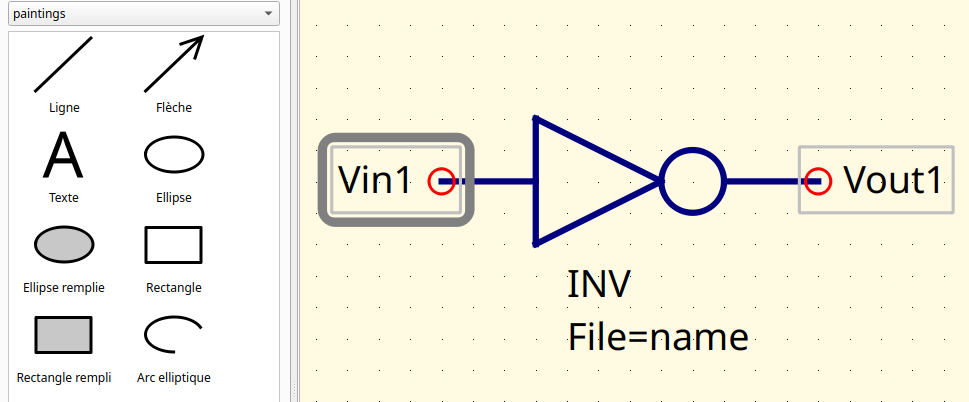 paintings
Ligne
Flèche
A
Texte
Ellipse
Ellipse remplie
Rectangle
Rectangle rempli
Arc elliptique
Vin1
Vout1
INV
File=name